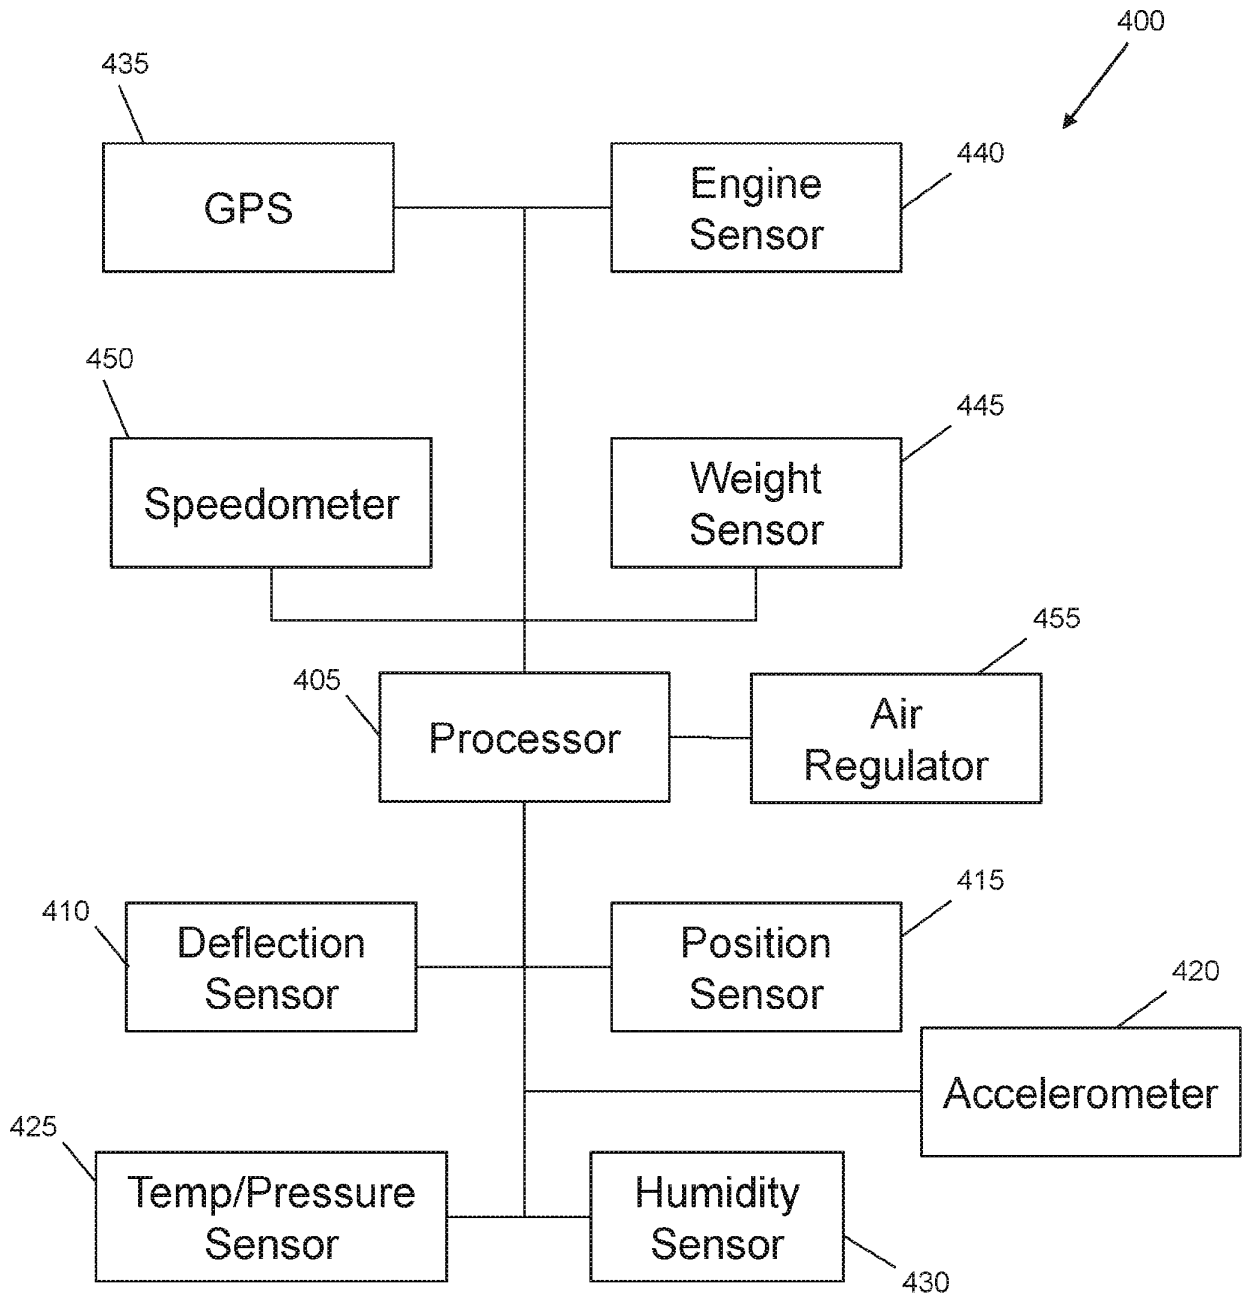 400
435
440
GPS
Engine
Sensor
450
445
Speedometer
Weight
Sensor
455
405
Processor
Air
Regulator
410
415
Deflection
Sensor
Position
Sensor
420
Accelerometer
425
Temp/Pressure
Sensor
Humidity
Sensor
430